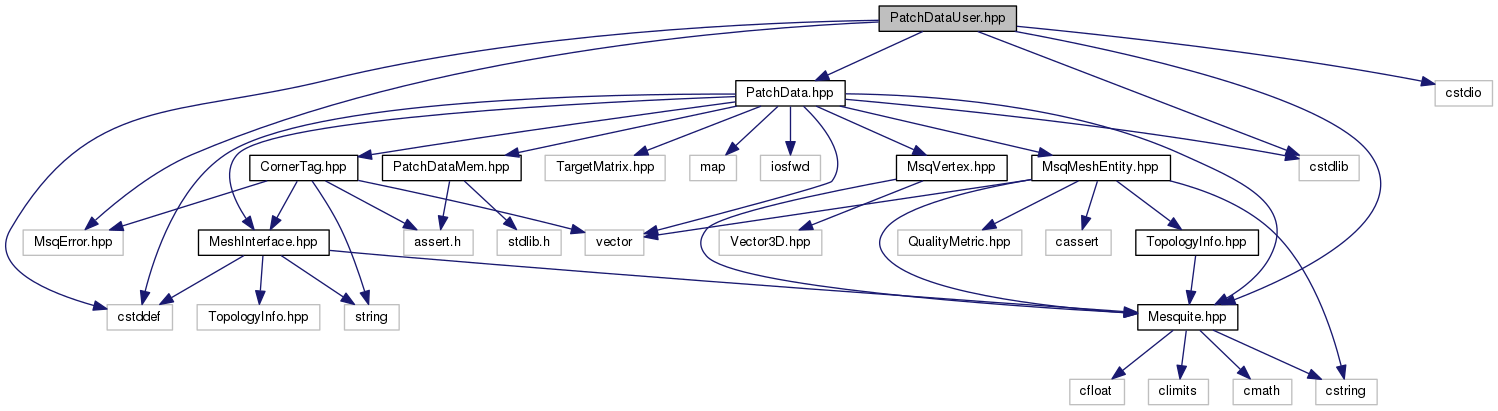 PatchDataUser.hpp
PatchData.hpp
cstdio
CornerTag.hpp
PatchDataMem.hpp
TargetMatrix.hpp
map
iosfwd
MsqVertex.hpp
MsqMeshEntity.hpp
cstdlib
MsqError.hpp
MeshInterface.hpp
assert.h
stdlib.h
vector
Vector3D.hpp
QualityMetric.hpp
cassert
TopologyInfo.hpp
cstddef
TopologyInfo.hpp
string
Mesquite.hpp
cfloat
climits
cmath
cstring